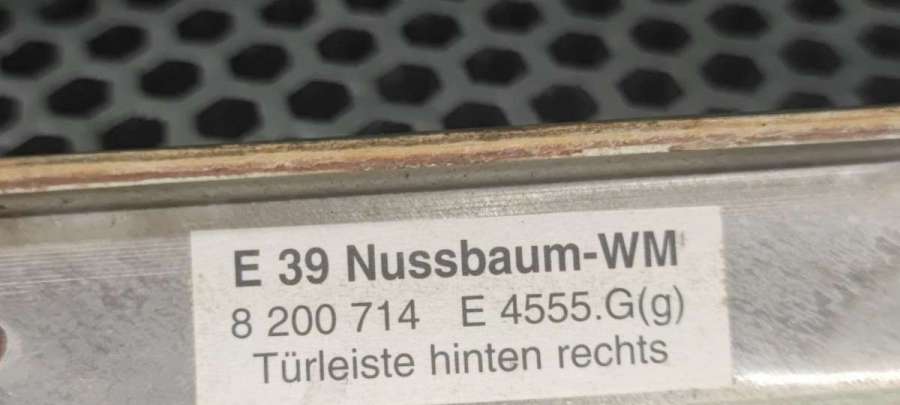 E 39 Nussbaum-WM
8 200 714 E 4555.G(g)
Türleiste hinten rechts